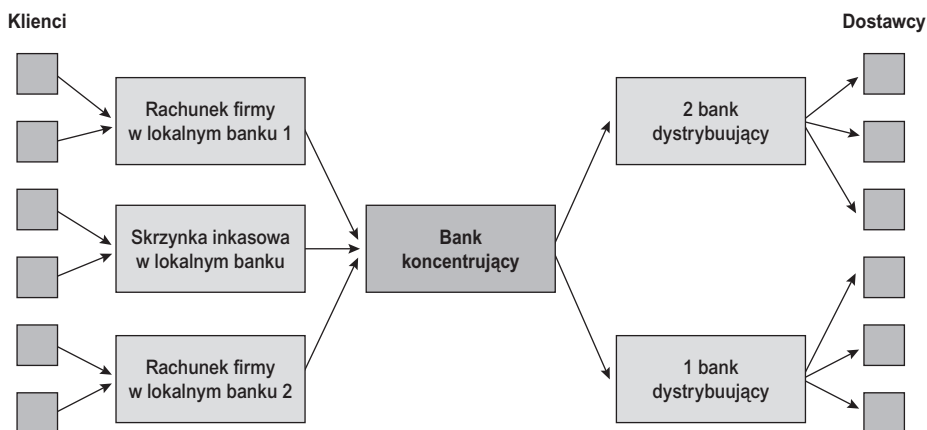 Klienci
Dostawcy
Rachunek firmy
w lokalnym banku 1
2 bank
dystrybuujący
Skrzynka inkasowa
w lokalnym banku
Bank
koncentrujący
Rachunek firmy
w lokalnym banku 2
1 bank
dystrybuujący